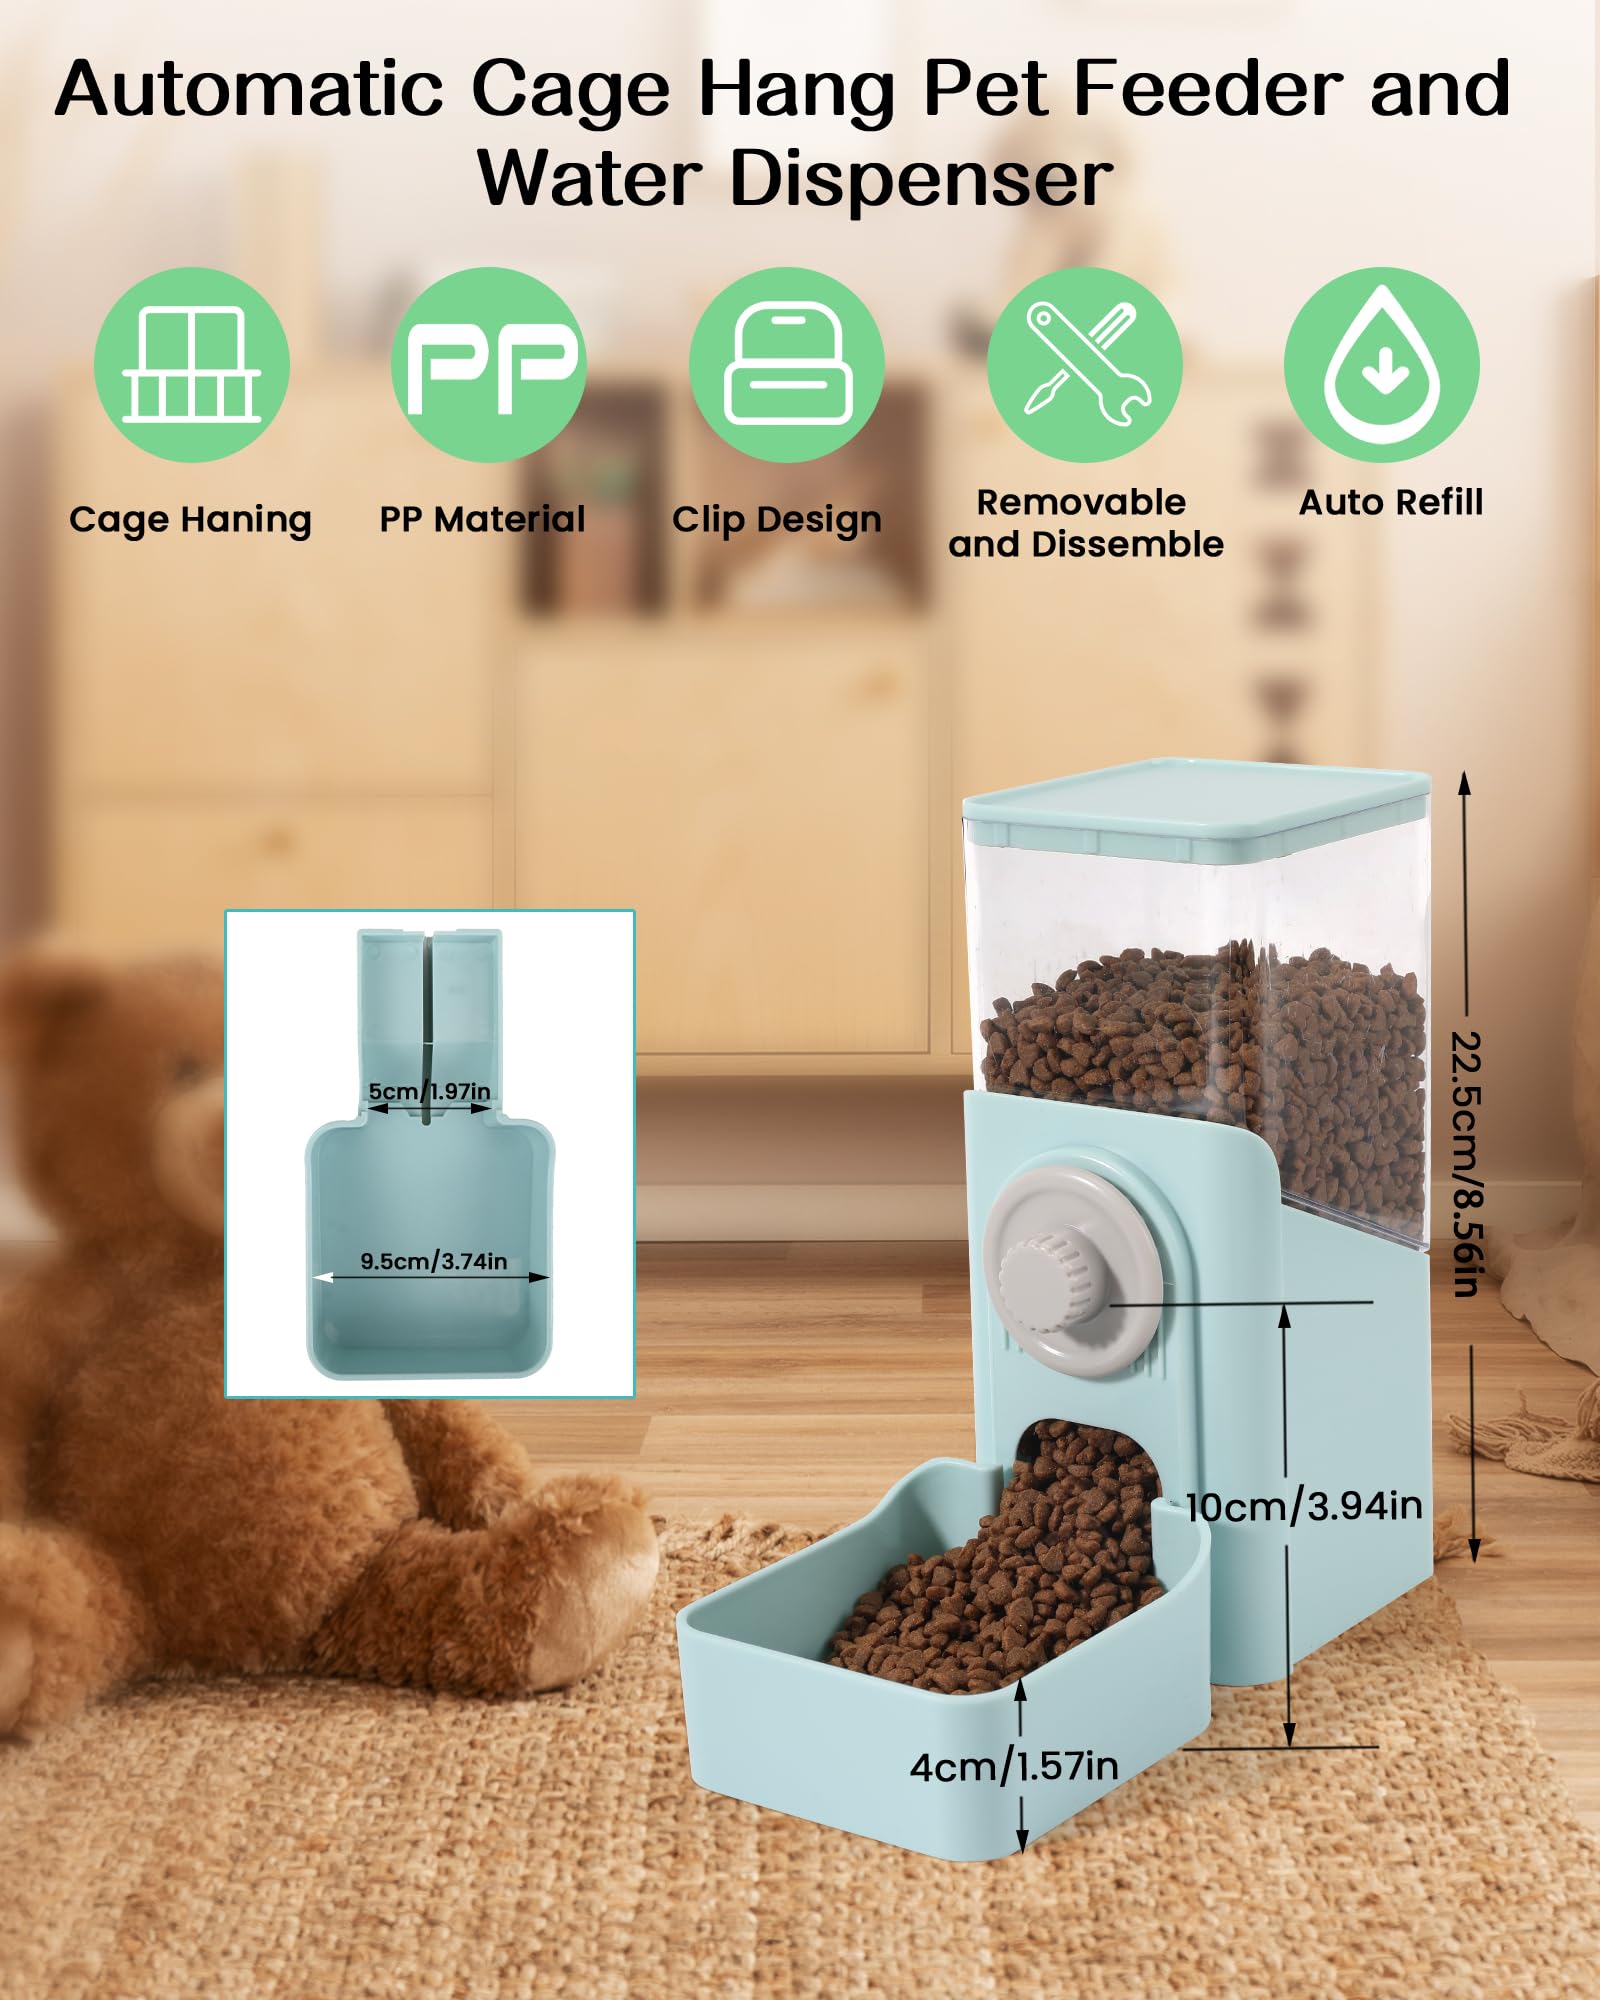 Automatic Cage Hang Pet Feeder and
Water Dispenser
PP
Cage Haning
PP Material
Clip Design
Removable
and Dissemble
Auto Refill
5cm/1.97in
9.5cm/3.74in
22.5cm/8.56in
10cm/3.94in
4cm/1.57in